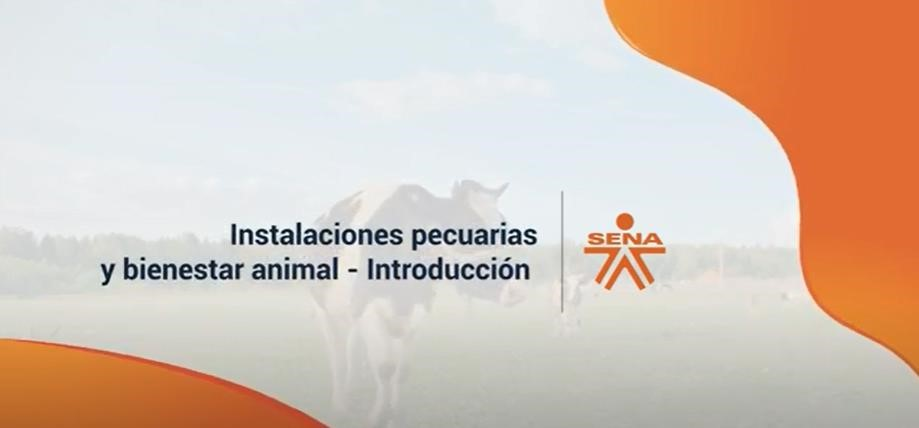 Instalaciones pecuarias
y bienestar animal - Introducción
SENA